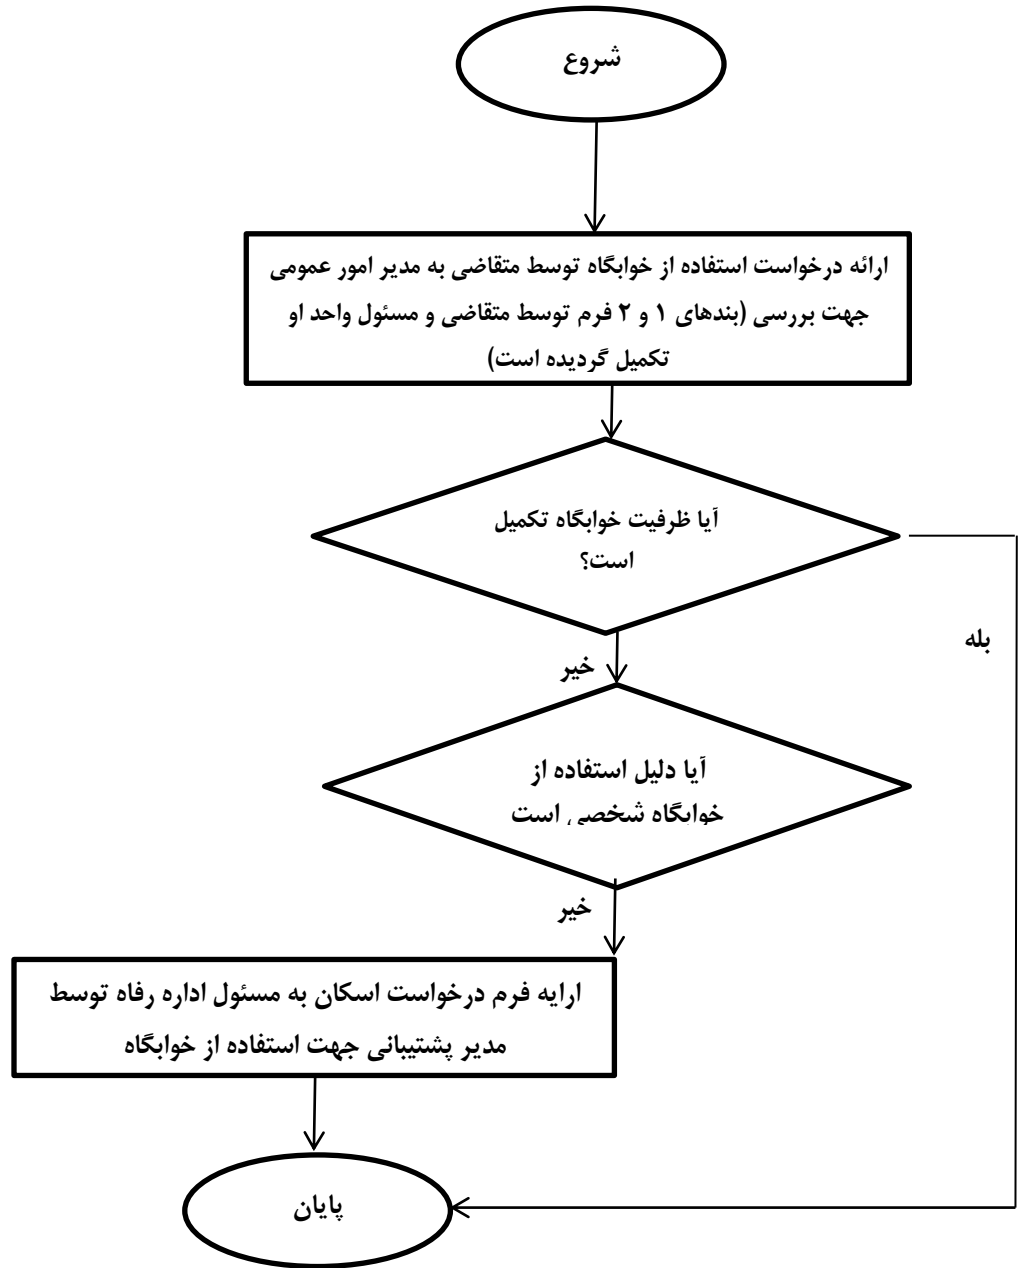 شروع
ارائه درخواست استفاده از خوابگاه توسط متقاضی به مدیر امور عمومی
جهت بررسی (بندهای ۱ و ۲ فرم توسط متقاضی و مسئول واحد او
تکمیل گردیده است)
آیا ظرفیت خوابگاه تکمیل
است؟
بله
خیر
آیا دلیل استفاده از
خوابگاه شخصی است
خیر
ارایه فرم درخواست اسکان به مسئول اداره رفاه توسط
مدیر پشتیبانی جهت استفاده از خوابگاه
پایان